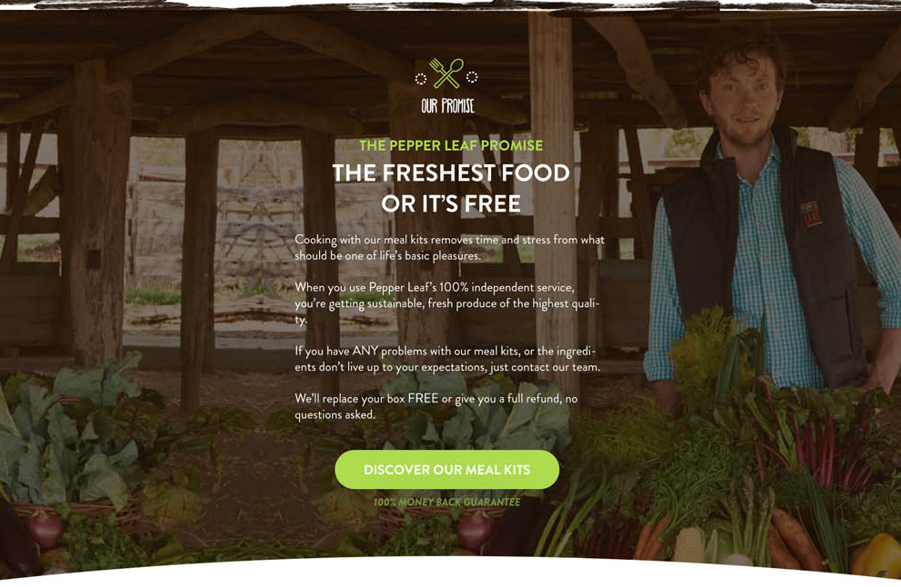 OUR PROMISE
THE PEPPER LEAF PROMISE
THE FRESHEST FOOD
OR IT'S FREE
Cooking with our meal kits removes time and stress from what
should be one of life's basic pleasures.
When you use Pepper Leaf's 100% independent service,
you're getting sustainable, fresh produce of the highest quali-
ty.
If you have ANY problems with our meal kits, or the ingredi-
ents don't live up to your expectations, just contact our team.
We'll replace your box FREE or give you a full refund, no
questions asked.
DISCOVER OUR MEAL KITS
100% MONEY BACK GUARANTEE